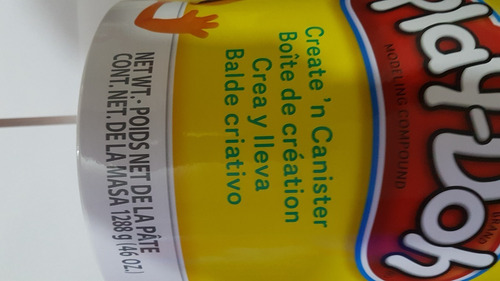 Play-Doh
BRAND
MODELING COMPOUND
Create 'n Canister
Boîte de création
Crea y lleva
Balde criativo
NET WT. · POIDS NET DE LA PÂTE
CONT. NET. DE LA MASA 1288 g (46 OZ)